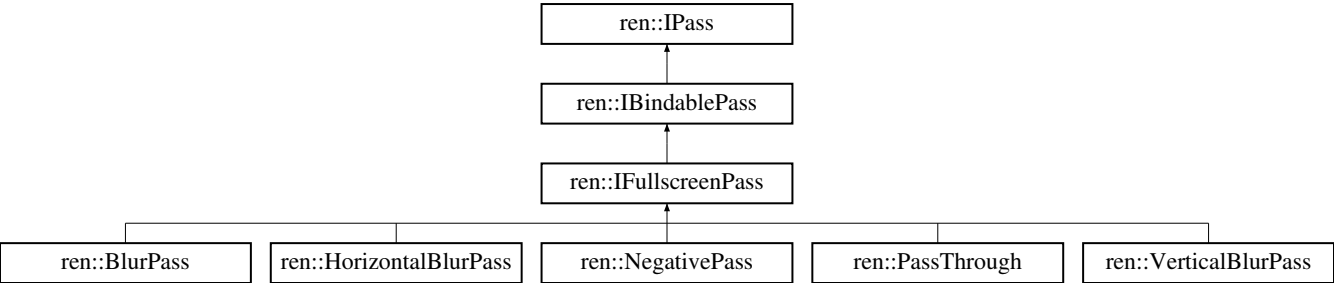 ren::IPass
ren::IBindablePass
ren::IFullscreenPass
ren::BlurPass
ren::HorizontalBlurPass
ren::NegativePass
ren::PassThrough
ren::VerticalBlurPass